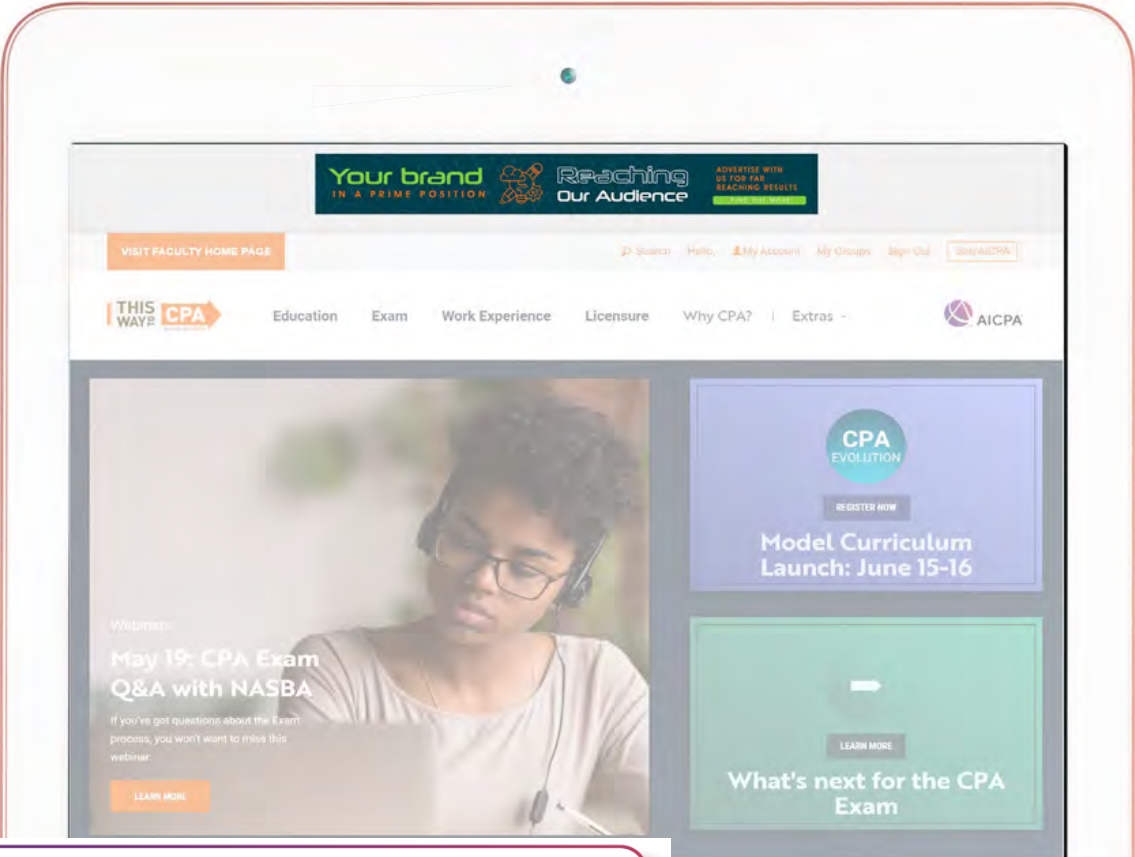 Your brand
IN A PRIME POSITION
Reaching
Our Audience
ADVERTISE WITH
US FOR FAR
REACHING RESULTS
FIND OUT MORE
VISIT FACULTY HOME PAGE
Search Hello, My Account My Groups Sign Out
THIS
WAY TO
CPA
Education Exam Work Experience Licensure Why CPA? | Extras
AICPA
Webinar:
May 19: CPA Exam
Q&A with NASBA
If you've got questions about the Exam
process, you won't want to miss this
webinar.
LEARN MORE
CPA
EVOLUTION
REGISTER NOW
Model Curriculum
Launch: June 15-16
LEARN MORE
What's next for the CPA
Exam